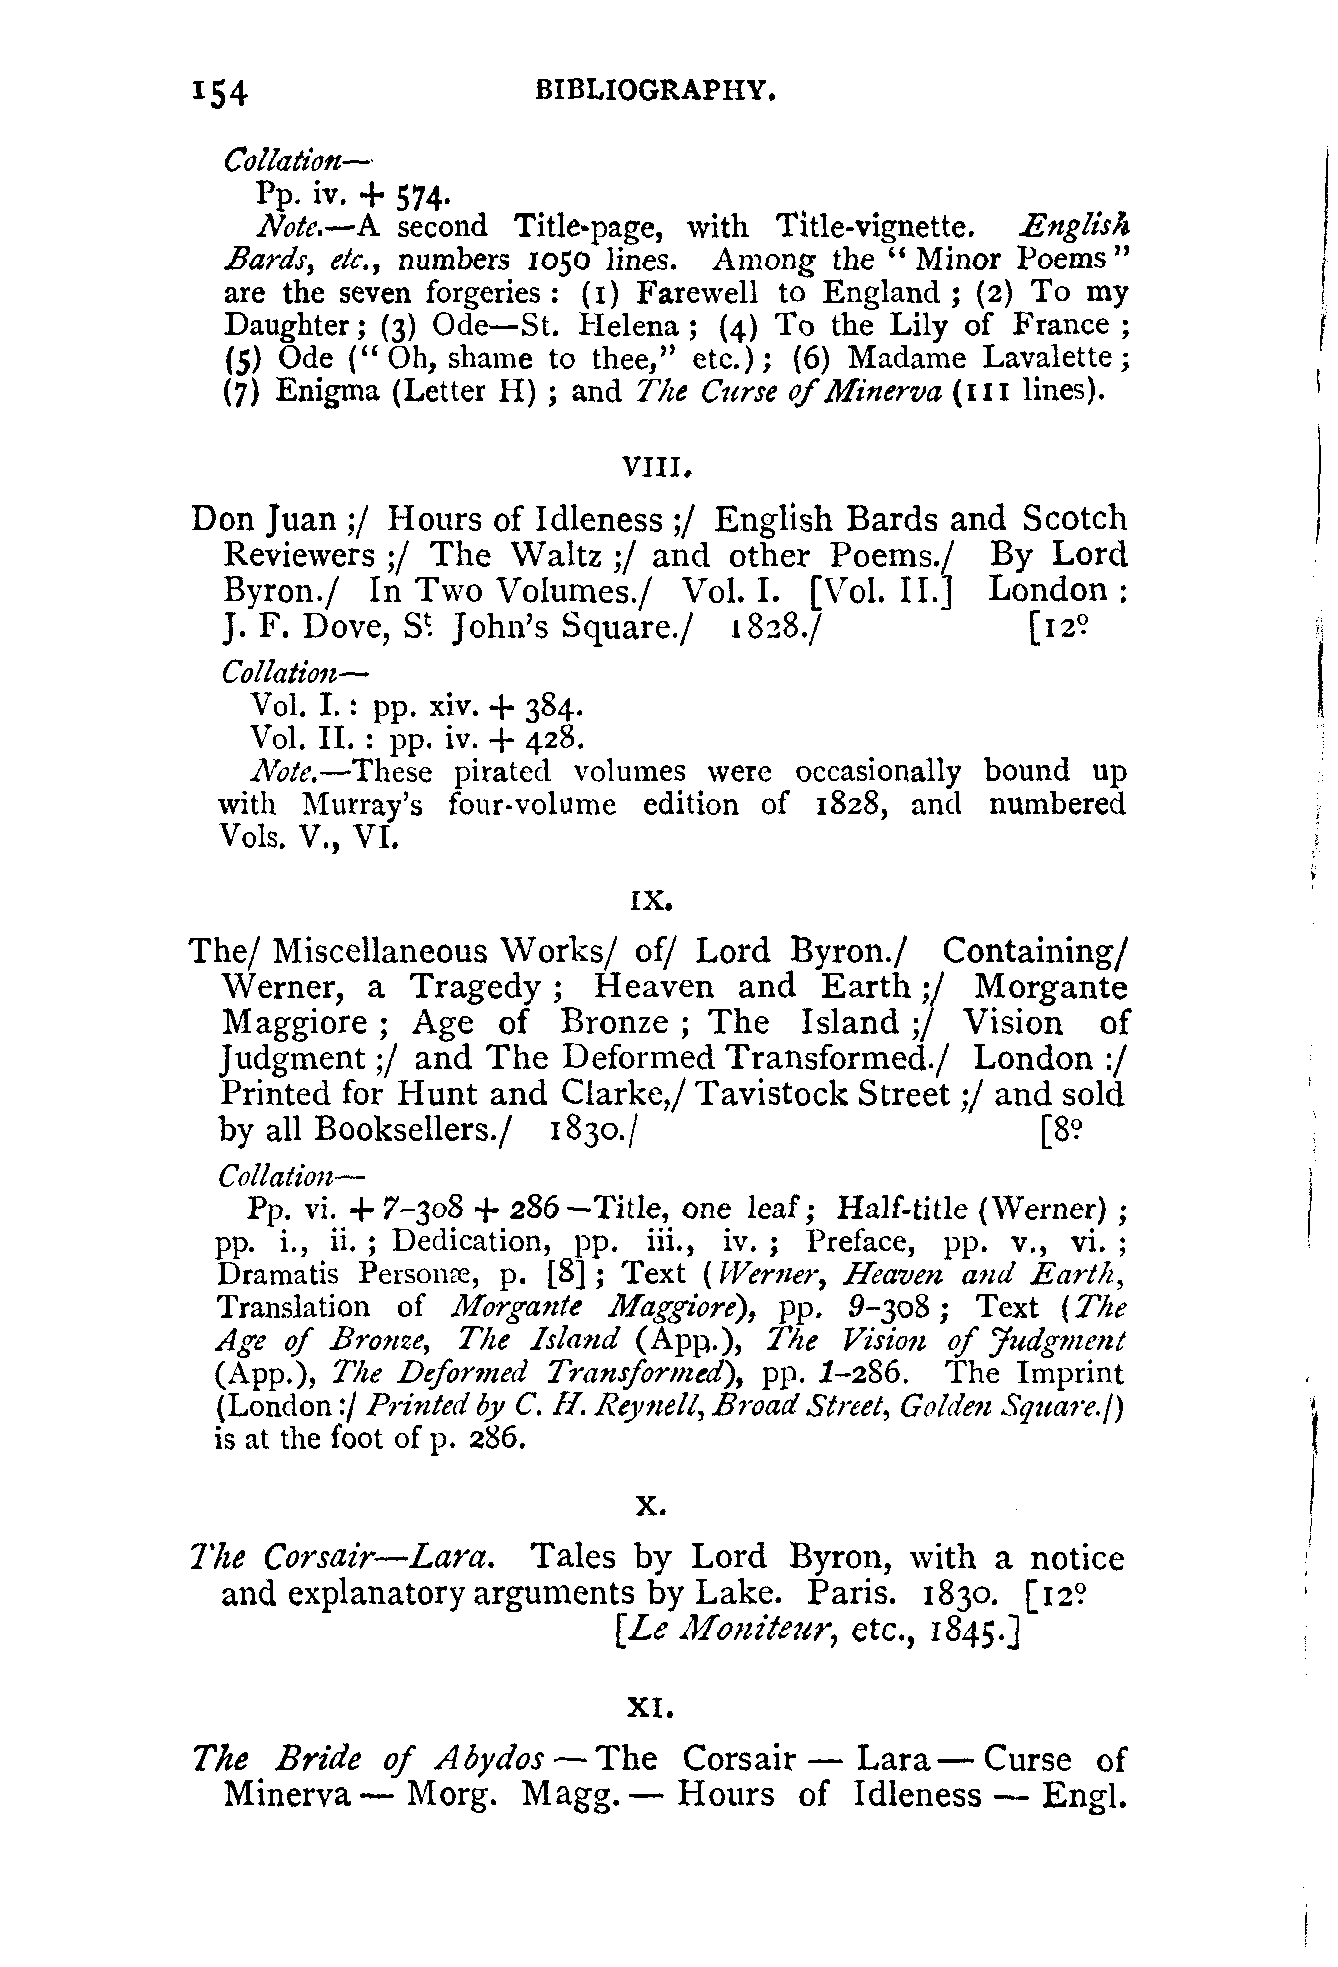 154 BIBLIOGRAPHY.
Collation—
Pp. iv. + 574.
Note.—A second Title-page, with Title-vignette. English
Bards, etc., numbers 1050 lines. Among the “ Minor Poems”
are the seven forgeries : (1) Farewell to England ; (2) To my
Daughter ; (3) Ode—St. Helena ; (4) To the Lily of France ;
(5) Ode (“ Oh, shame to thee,” etc.) ; (6) Madame Lavalette ;
(7) Enigma (Letter H) ; and The Curse of Minerva (111 lines).
VIII.
Don Juan ;/ Hours of Idleness ;/ English Bards and Scotch
Reviewers ;/ The Waltz ;/ and other Poems./ By Lord
Byron./ In Two Volumes./ Vol. I. [Vol. II.] London :
J. F. Dove, St John’s Square./ 1828./ [12º
Collation—
Vol. I. : pp. xiv. + 384.
Vol. II. : pp. iv. + 428.
Note.—These pirated volumes were occasionally bound up
with Murray’s four-volume edition of 1828, and numbered
Vols. V., VI.
IX.
The/ Miscellaneous Works/ of/ Lord Byron./ Containing/
Werner, a Tragedy ; Heaven and Earth ;/ Morgante
Maggiore ; Age of Bronze ; The Island ;/ Vision of
Judgment ;/ and The Deformed Transformed./ London :/
Printed for Hunt and Clarke,/ Tavistock Street ;/ and sold
by all Booksellers./ 1830./ [8º
Collation—
Pp. vi. + 7–308 + 286—Title, one leaf ; Half-title (Werner) ;
pp. i., ii. ; Dedication, pp. iii., iv. ; Preface, pp. v., vi. ;
Dramatis Personæ, p. [8] ; Text (Werner, Heaven and Earth,
Translation of Morgante Maggiore), pp. 9–308 ; Text (The
Age of Bronze, The Island (App.), The Vision of Judgment
(App.), The Deformed Transformed), pp. 1–286. The Imprint
(London :/ Printed by C. H. Reynell, Broad Street, Golden Square./)
is at the foot of p. 286.
X.
The Corsair—Lara. Tales by Lord Byron, with a notice
and explanatory arguments by Lake. Paris. 1830. [12º
[Le Moniteur, etc., 1845.]
XI.
The Bride of Abydos — The Corsair — Lara — Curse of
Minerva — Morg. Magg. — Hours of Idleness — Engl.